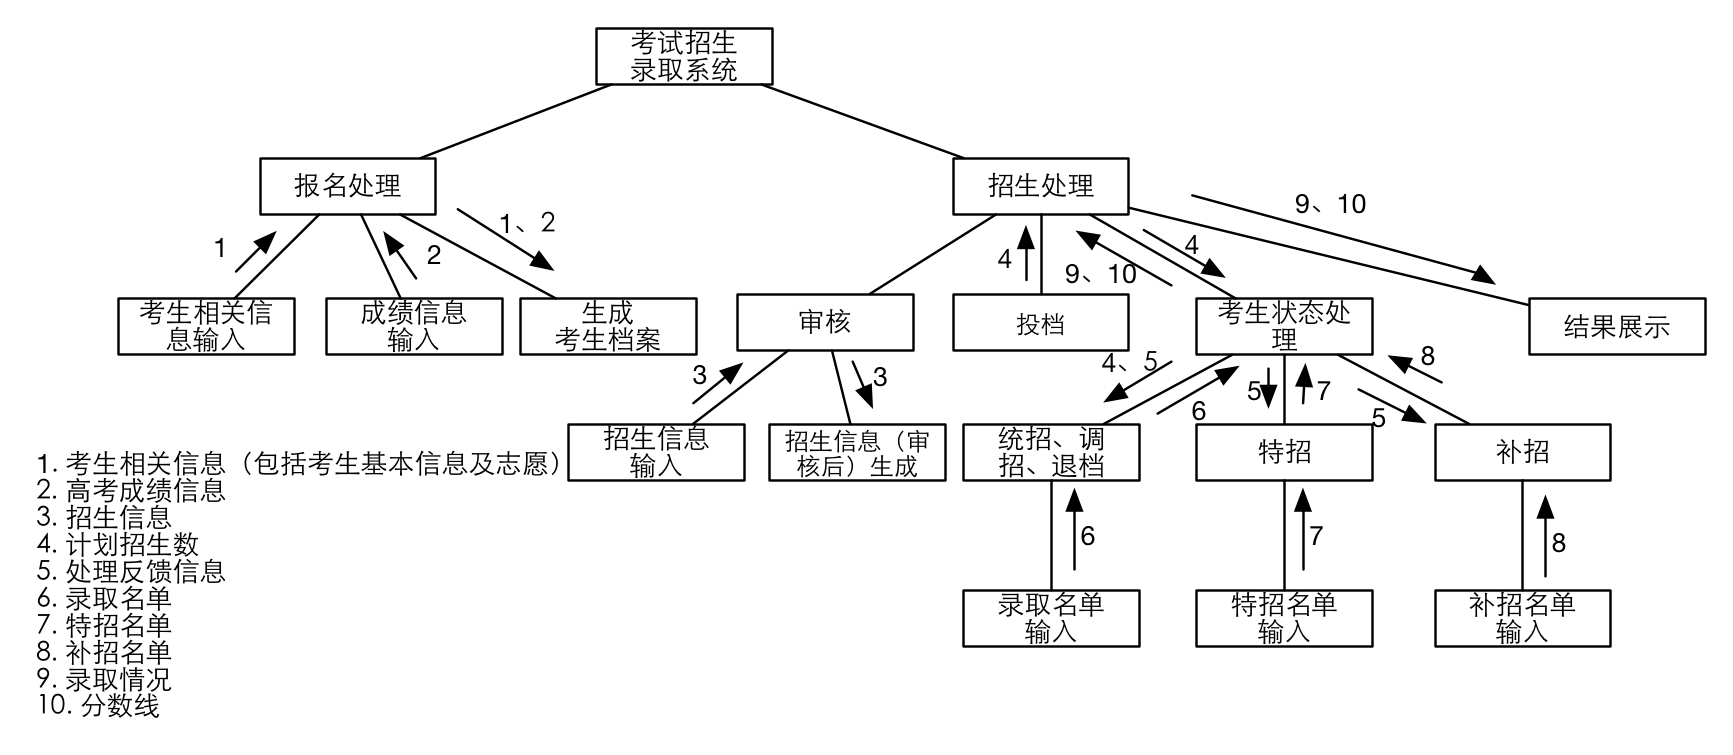 考试招生
录取系统
报名处理
招生处理
1
2
1、2
4
9、10
4
9、10
考生相关信
息输入
成绩信息
输入
生成
考生档案
审核
投档
考生状态处
理
结果展示
3
3
4、5
6
5
7
8
5
招生信息
输入
招生信息（审
核后）生成
统招、调
招、退档
特招
补招
6
7
8
录取名单
输入
特招名单
输入
补招名单
输入
1. 考生相关信息（包括考生基本信息及志愿）
2. 高考成绩信息
3. 招生信息
4. 计划招生数
5. 处理反馈信息
6. 录取名单
7. 特招名单
8. 补招名单
9. 录取情况
10. 分数线